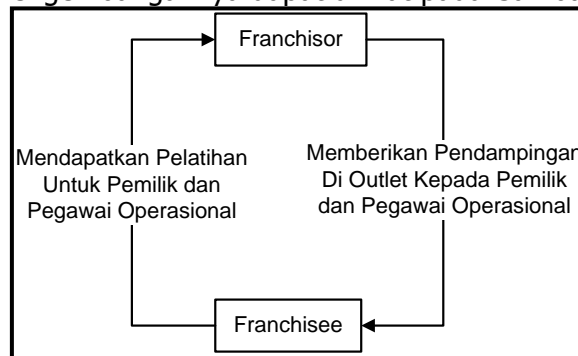 Franchisor
Mendapatkan Pelatihan
Untuk Pemilik dan
Pegawai Operasional
Memberikan Pendampingan
Di Outlet Kepada Pemilik
dan Pegawai Operasional
Franchisee